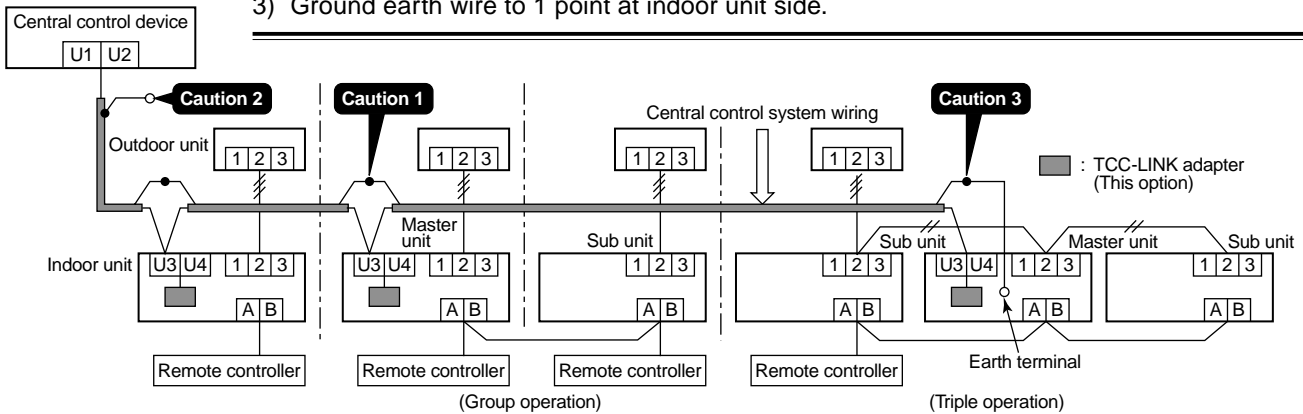 3) Ground earth wire to 1 point at indoor unit side.
Central control device
U1 U2
Caution 2
Caution 1
Caution 3
Central control system wiring
Outdoor unit
1 2 3
1 2 3
1 2 3
1 2 3
: TCC-LINK adapter
(This option)
Master
unit
Sub unit
Sub unit
Master unit
Sub unit
Indoor unit
U3 U4 1 2 3
U3 U4 1 2 3
1 2 3
1 2 3
U3 U4 1 2 3
1 2 3
A B
A B
A B
A B
A B
A B
Earth terminal
Remote controller
Remote controller
Remote controller
Remote controller
(Group operation)
(Triple operation)